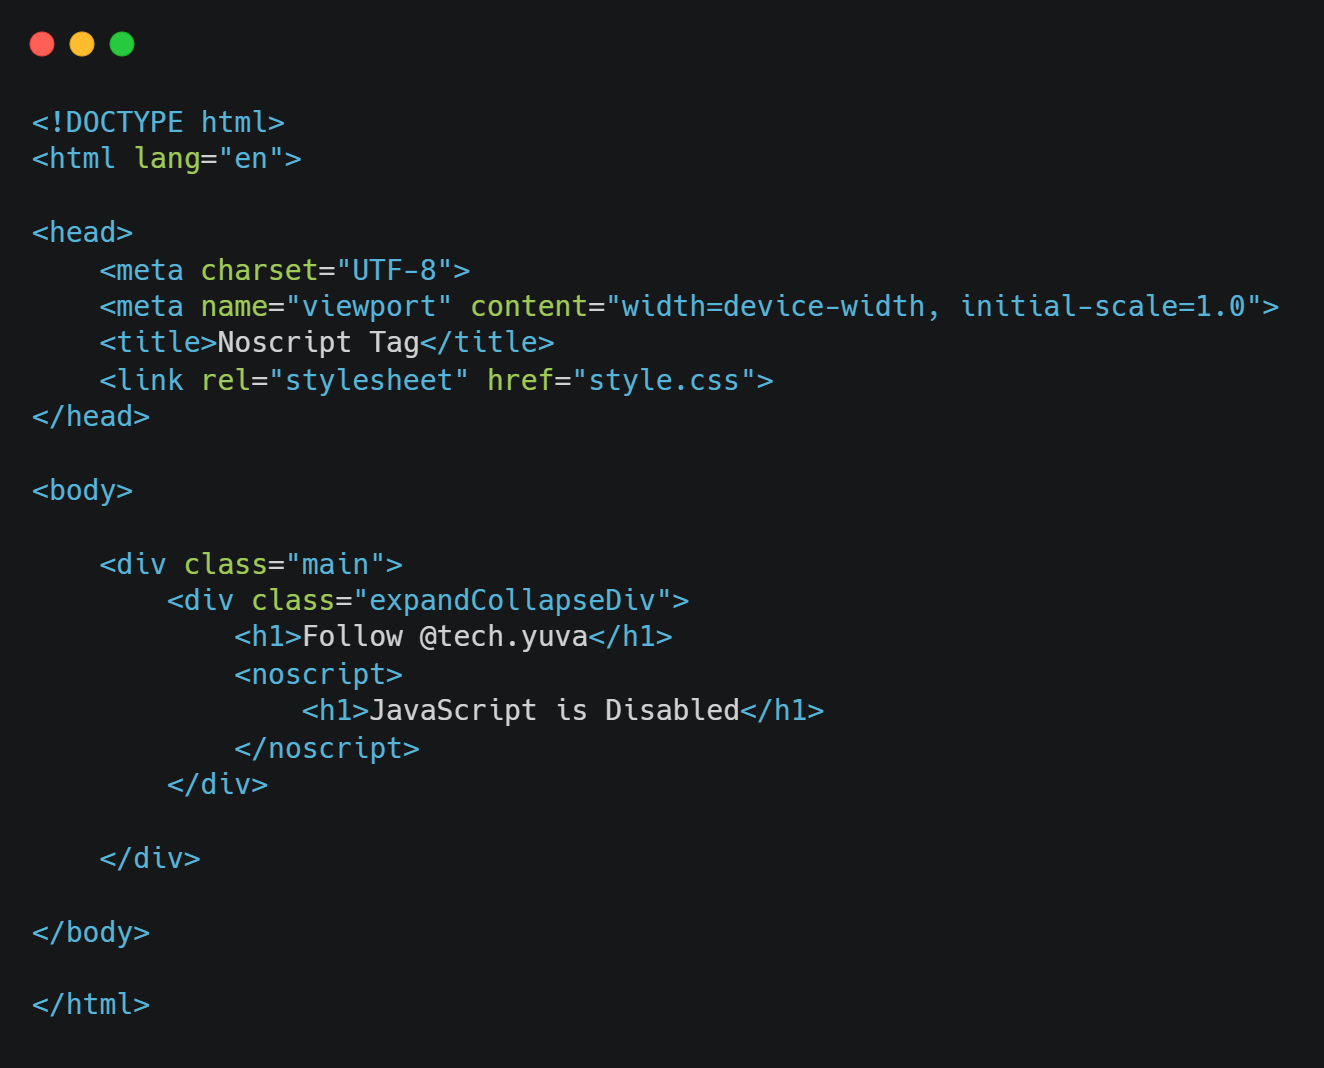 <!DOCTYPE html>
<html lang="en">
<head>
    <meta charset="UTF-8">
    <meta name="viewport" content="width=device-width, initial-scale=1.0">
    <title>Noscript Tag</title>
    <link rel="stylesheet" href="style.css">
</head>
<body>
    <div class="main">
        <div class="expandCollapseDiv">
            <h1>Follow @tech.yuva</h1>
            <noscript>
                <h1>JavaScript is Disabled</h1>
            </noscript>
        </div>
    </div>
</body>
</html>